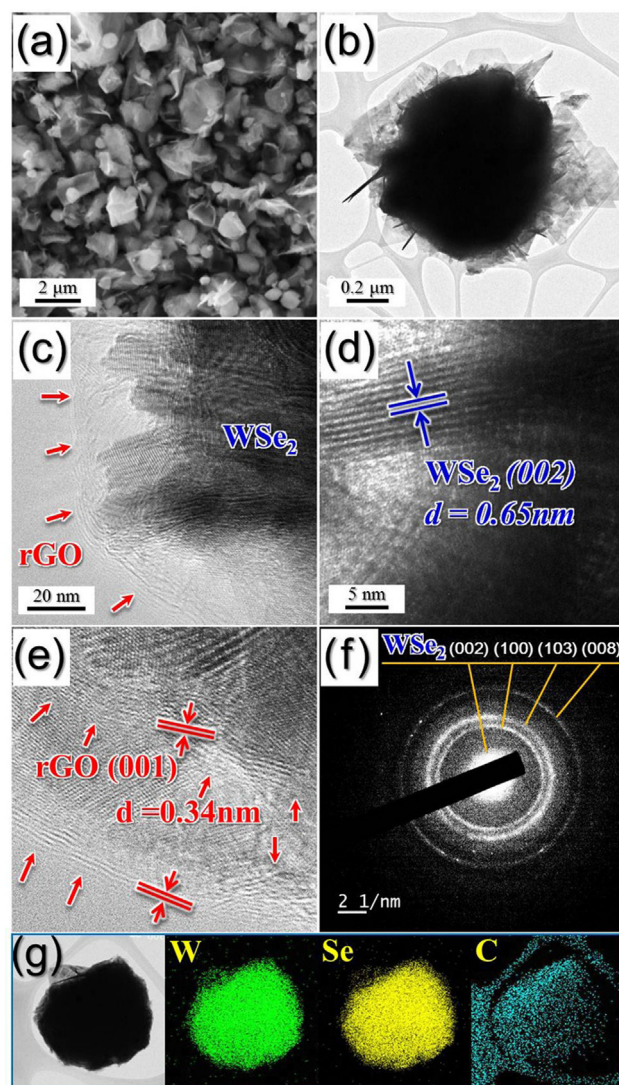 (a)
2 μm
(b)
0.2 μm
(c)
WSe2
rGO
20 nm
(d)
WSe2 (002)
d = 0.65nm
5 nm
(e)
rGO (001)
d =0.34nm
(f)
WSe2 (002) (100) (103) (008)
2 1/nm
(g)
W
Se
C